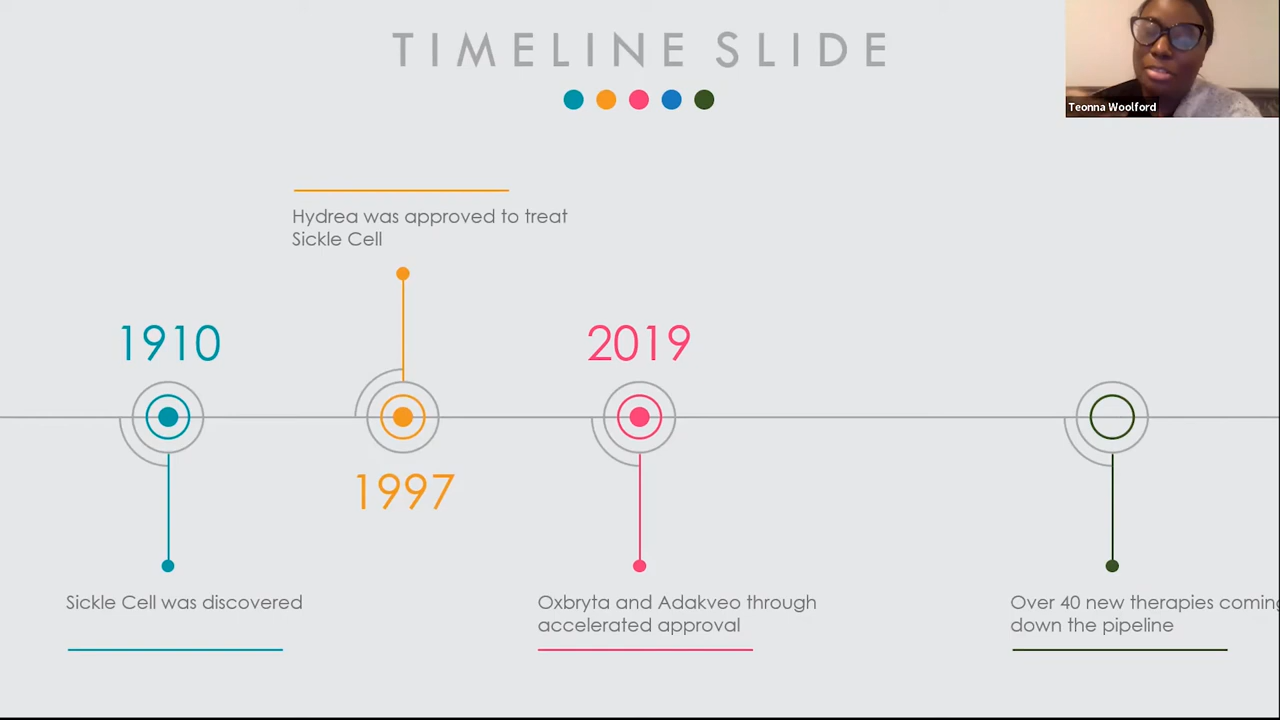 TIMELINE SLIDE
Teonna Woolford
Hydrea was approved to treat
Sickle Cell
1910
2019
1997
Sickle Cell was discovered
Oxbryta and Adakveo through
accelerated approval
Over 40 new therapies coming
down the pipeline